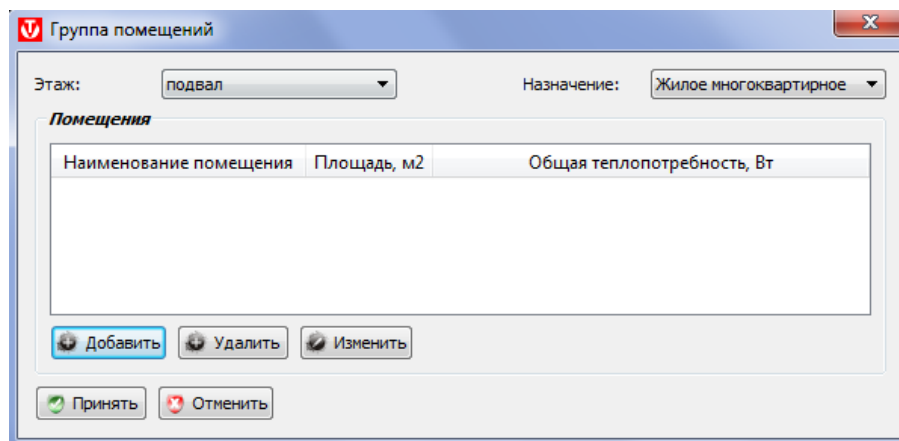 Группа помещений
Этаж: подвал Назначение: Жилое многоквартирное
Помещения
Наименование помещения Площадь, м2 Общая теплопотребность, Вт
Добавить Удалить Изменить
Принять Отменить